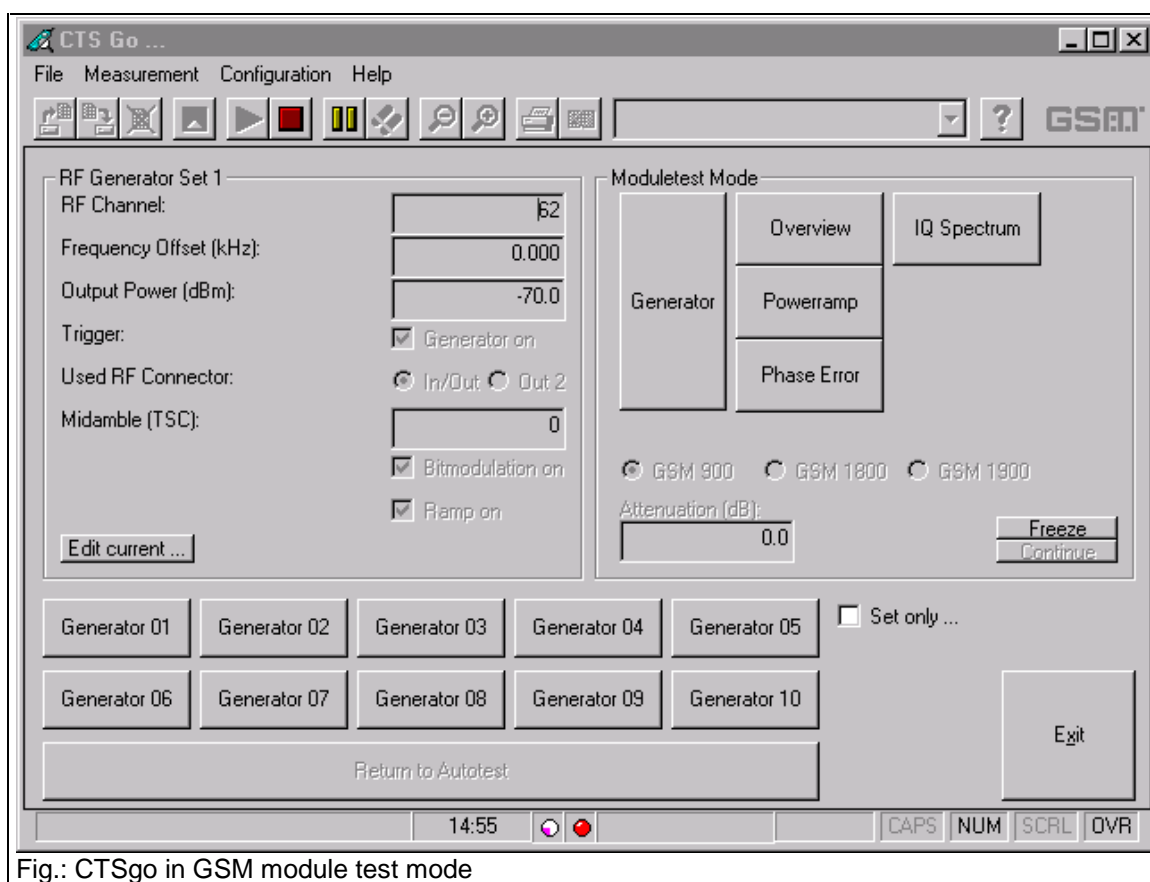 CTS Go ...
File Measurement Configuration Help
? GSM
RF Generator Set 1
RF Channel: 62
Frequency Offset (kHz): 0.000
Output Power (dBm): -70.0
Trigger: Generator on
Used RF Connector: In/Out Out 2
Midamble (TSC): 0
Bitmodulation on
Ramp on
Edit current ...
Moduletest Mode
Generator
Overview
IQ Spectrum
Powerramp
Phase Error
GSM 900 GSM 1800 GSM 1900
Attenuation (dB):
0.0
Freeze
Continue
Generator 01 Generator 02 Generator 03 Generator 04 Generator 05 Set only ...
Generator 06 Generator 07 Generator 08 Generator 09 Generator 10
Return to Autotest
Exit
14:55 CAPS NUM SCRL OVR
Fig.: CTSgo in GSM module test mode